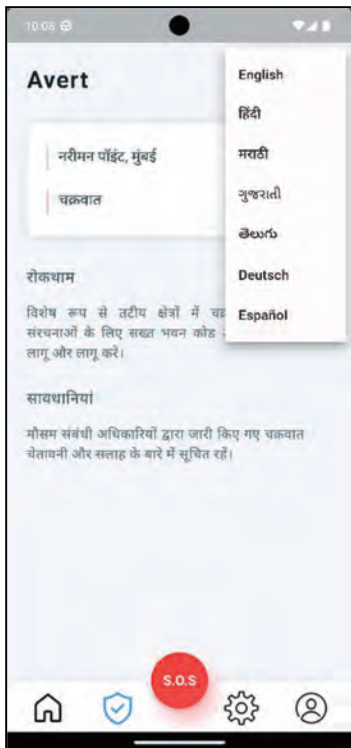 10:08
Avert
English
हिंदी
मराठी
ગુજરાતી
తెలుగు
Deutsch
Español
नरीमन पॉइंट, मुंबई
चक्रवात
रोकथाम
विशेष रूप से तटीय क्षेत्रों में
संरचनाओं के लिए सख्त भवन कोड
लागू और लागू करें।
सावधानियां
मौसम संबंधी अधिकारियों द्वारा जारी किए गए चक्रवात
चेतावनी और सलाह के बारे में सूचित रहें।
S.O.S